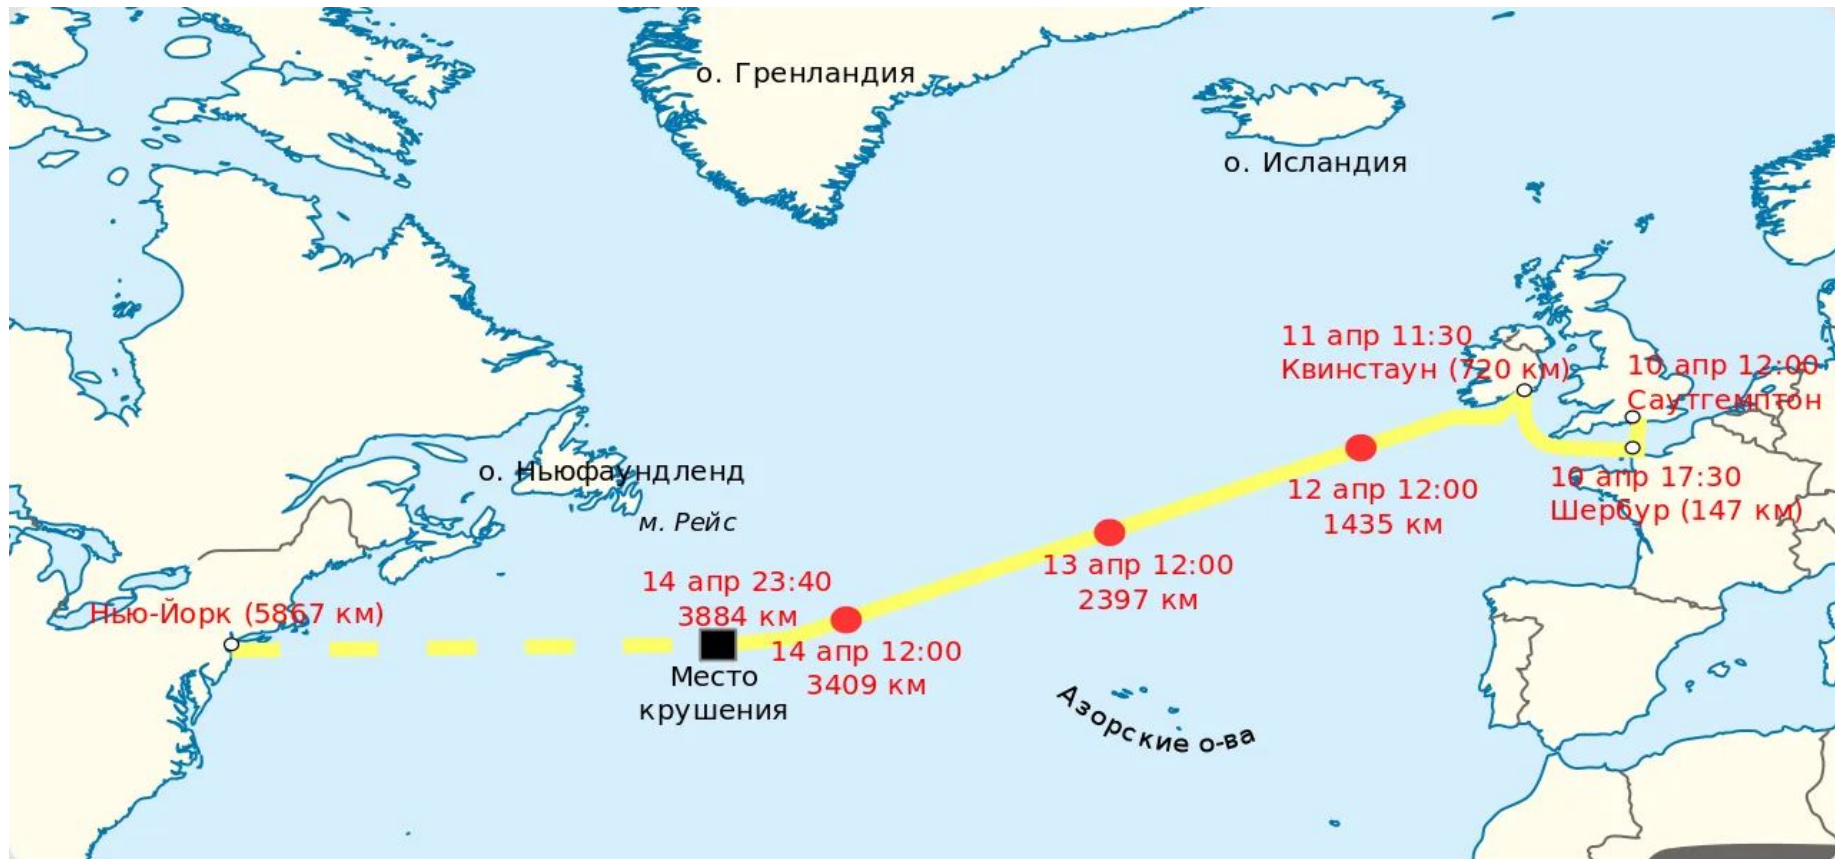 о. Гренландия
о. Исландия
11 апр 11:30
Квинстаун (720 км)
10 апр 12:00
Саутгемптон
о. Ньюфаундленд
м. Рейс
12 апр 12:00
1435 км
10 апр 17:30
Шербур (147 км)
13 апр 12:00
2397 км
14 апр 23:40
3884 км
Нью-Йорк (5867 км)
14 апр 12:00
3409 км
Место
крушения
Азорские о-ва